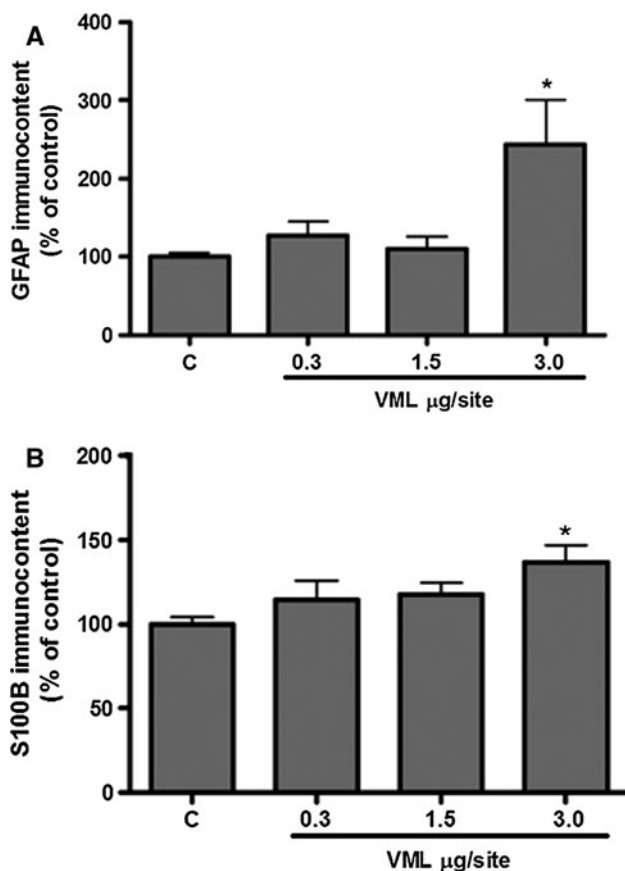 A
GFAP immunocontent
(% of control)
400
300
200
100
0
*
C 0.3 1.5 3.0
VML μg/site
B
S100B immunocontent
(% of control)
200
150
100
50
0
*
C 0.3 1.5 3.0
VML μg/site